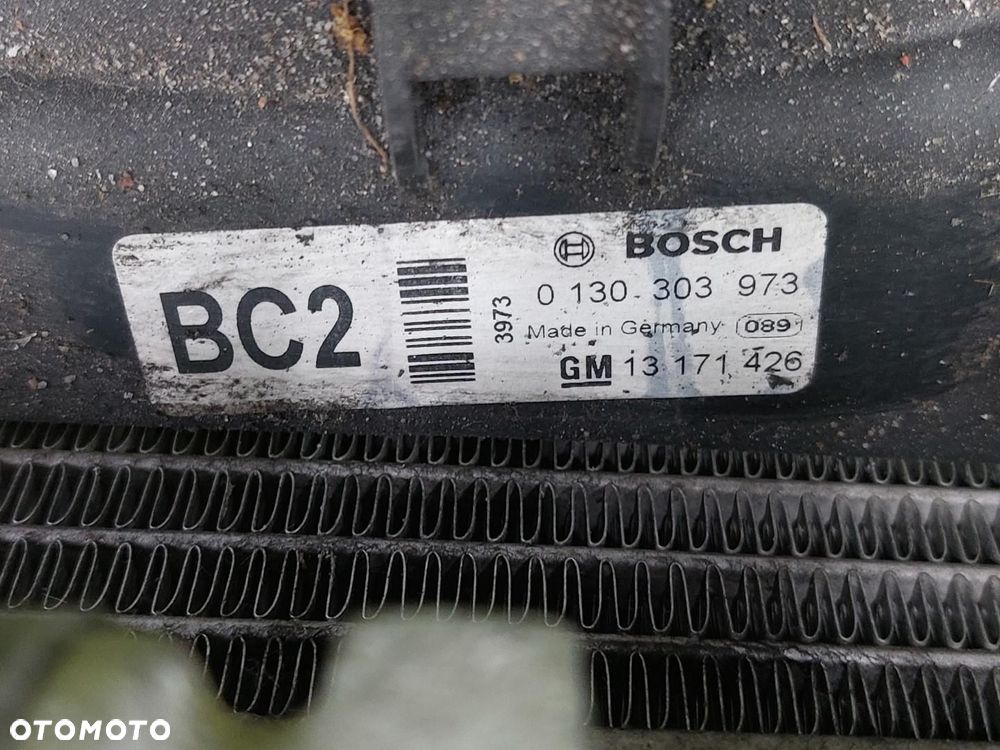 BOSCH
BC2
3973
0 130 303 973
Made in Germany 089
GM 13 171 426
OTOMOTO